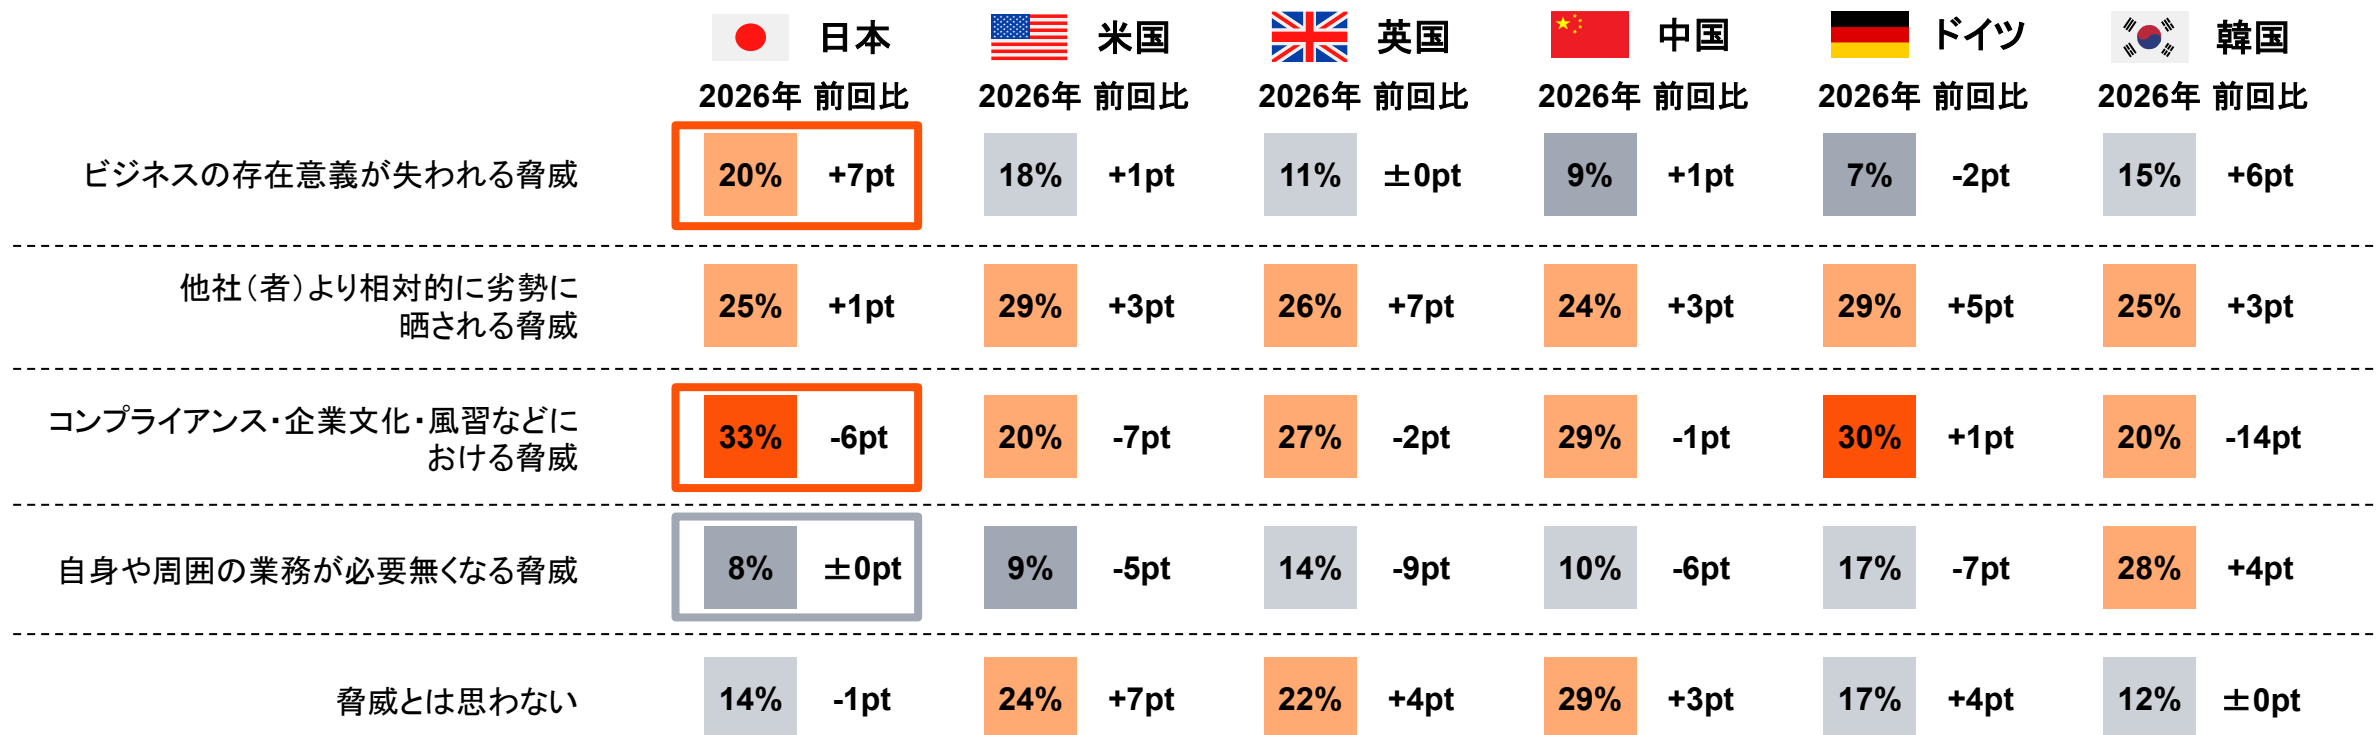 日本 米国 英国 中国 ドイツ 韓国
2026年 前回比 2026年 前回比 2026年 前回比 2026年 前回比 2026年 前回比 2026年 前回比
ビジネスの存在意義が失われる脅威 20% +7pt 18% +1pt 11% ±0pt 9% +1pt 7% -2pt 15% +6pt
他社（者）より相対的に劣勢に
晒される脅威 25% +1pt 29% +3pt 26% +7pt 24% +3pt 29% +5pt 25% +3pt
コンプライアンス・企業文化・風習などに
おける脅威 33% -6pt 20% -7pt 27% -2pt 29% -1pt 30% +1pt 20% -14pt
自身や周囲の業務が必要無くなる脅威 8% ±0pt 9% -5pt 14% -9pt 10% -6pt 17% -7pt 28% +4pt
脅威とは思わない 14% -1pt 24% +7pt 22% +4pt 29% +3pt 17% +4pt 12% ±0pt